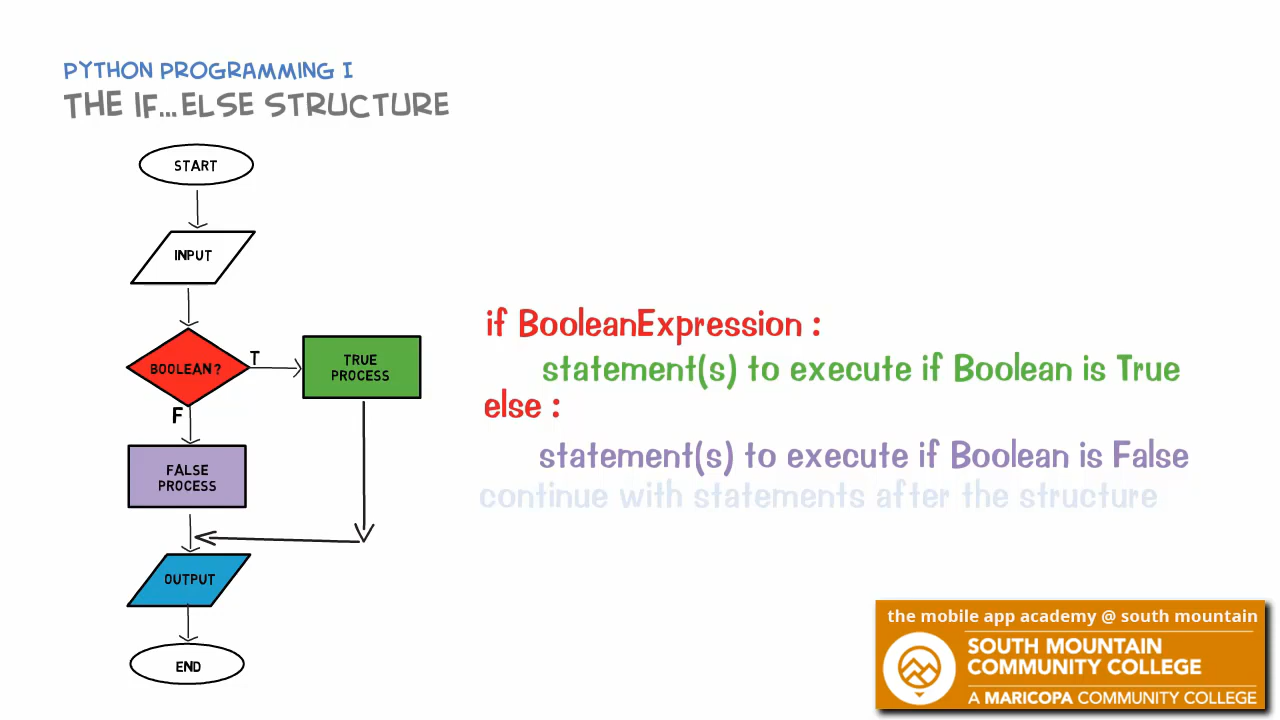 PYTHON PROGRAMMING I
THE IF...ELSE STRUCTURE
START
INPUT
BOOLEAN?
T
TRUE
PROCESS
F
FALSE
PROCESS
OUTPUT
END
if BooleanExpression :
statement(s) to execute if Boolean is True
else :
statement(s) to execute if Boolean is False
continue with statements after the structure
the mobile app academy @ south mountain
SOUTH MOUNTAIN
COMMUNITY COLLEGE
A MARICOPA COMMUNITY COLLEGE